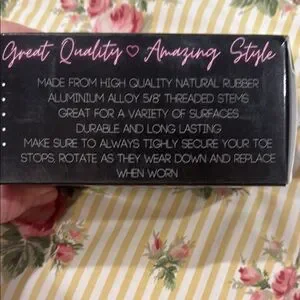 Great Quality ♡ Amazing Style
MADE FROM HIGH QUALITY NATURAL RUBBER
ALUMINIUM ALLOY 5/8' THREADED STEMS
GREAT FOR A VARIETY OF SURFACES
DURABLE AND LONG LASTING
MAKE SURE TO ALWAYS TIGHLY SECURE YOUR TOE
STOPS, ROTATE AS THEY WEAR DOWN AND REPLACE
WHEN WORN